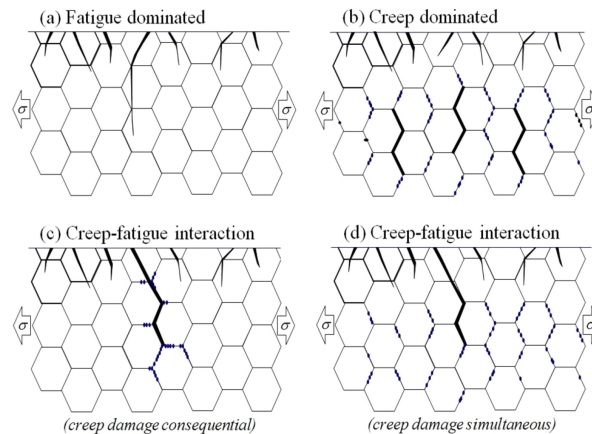 (a) Fatigue dominated
(b) Creep dominated
σ
σ
σ
σ
(c) Creep-fatigue interaction
(d) Creep-fatigue interaction
σ
σ
σ
σ
(creep damage consequential)
(creep damage simultaneous)